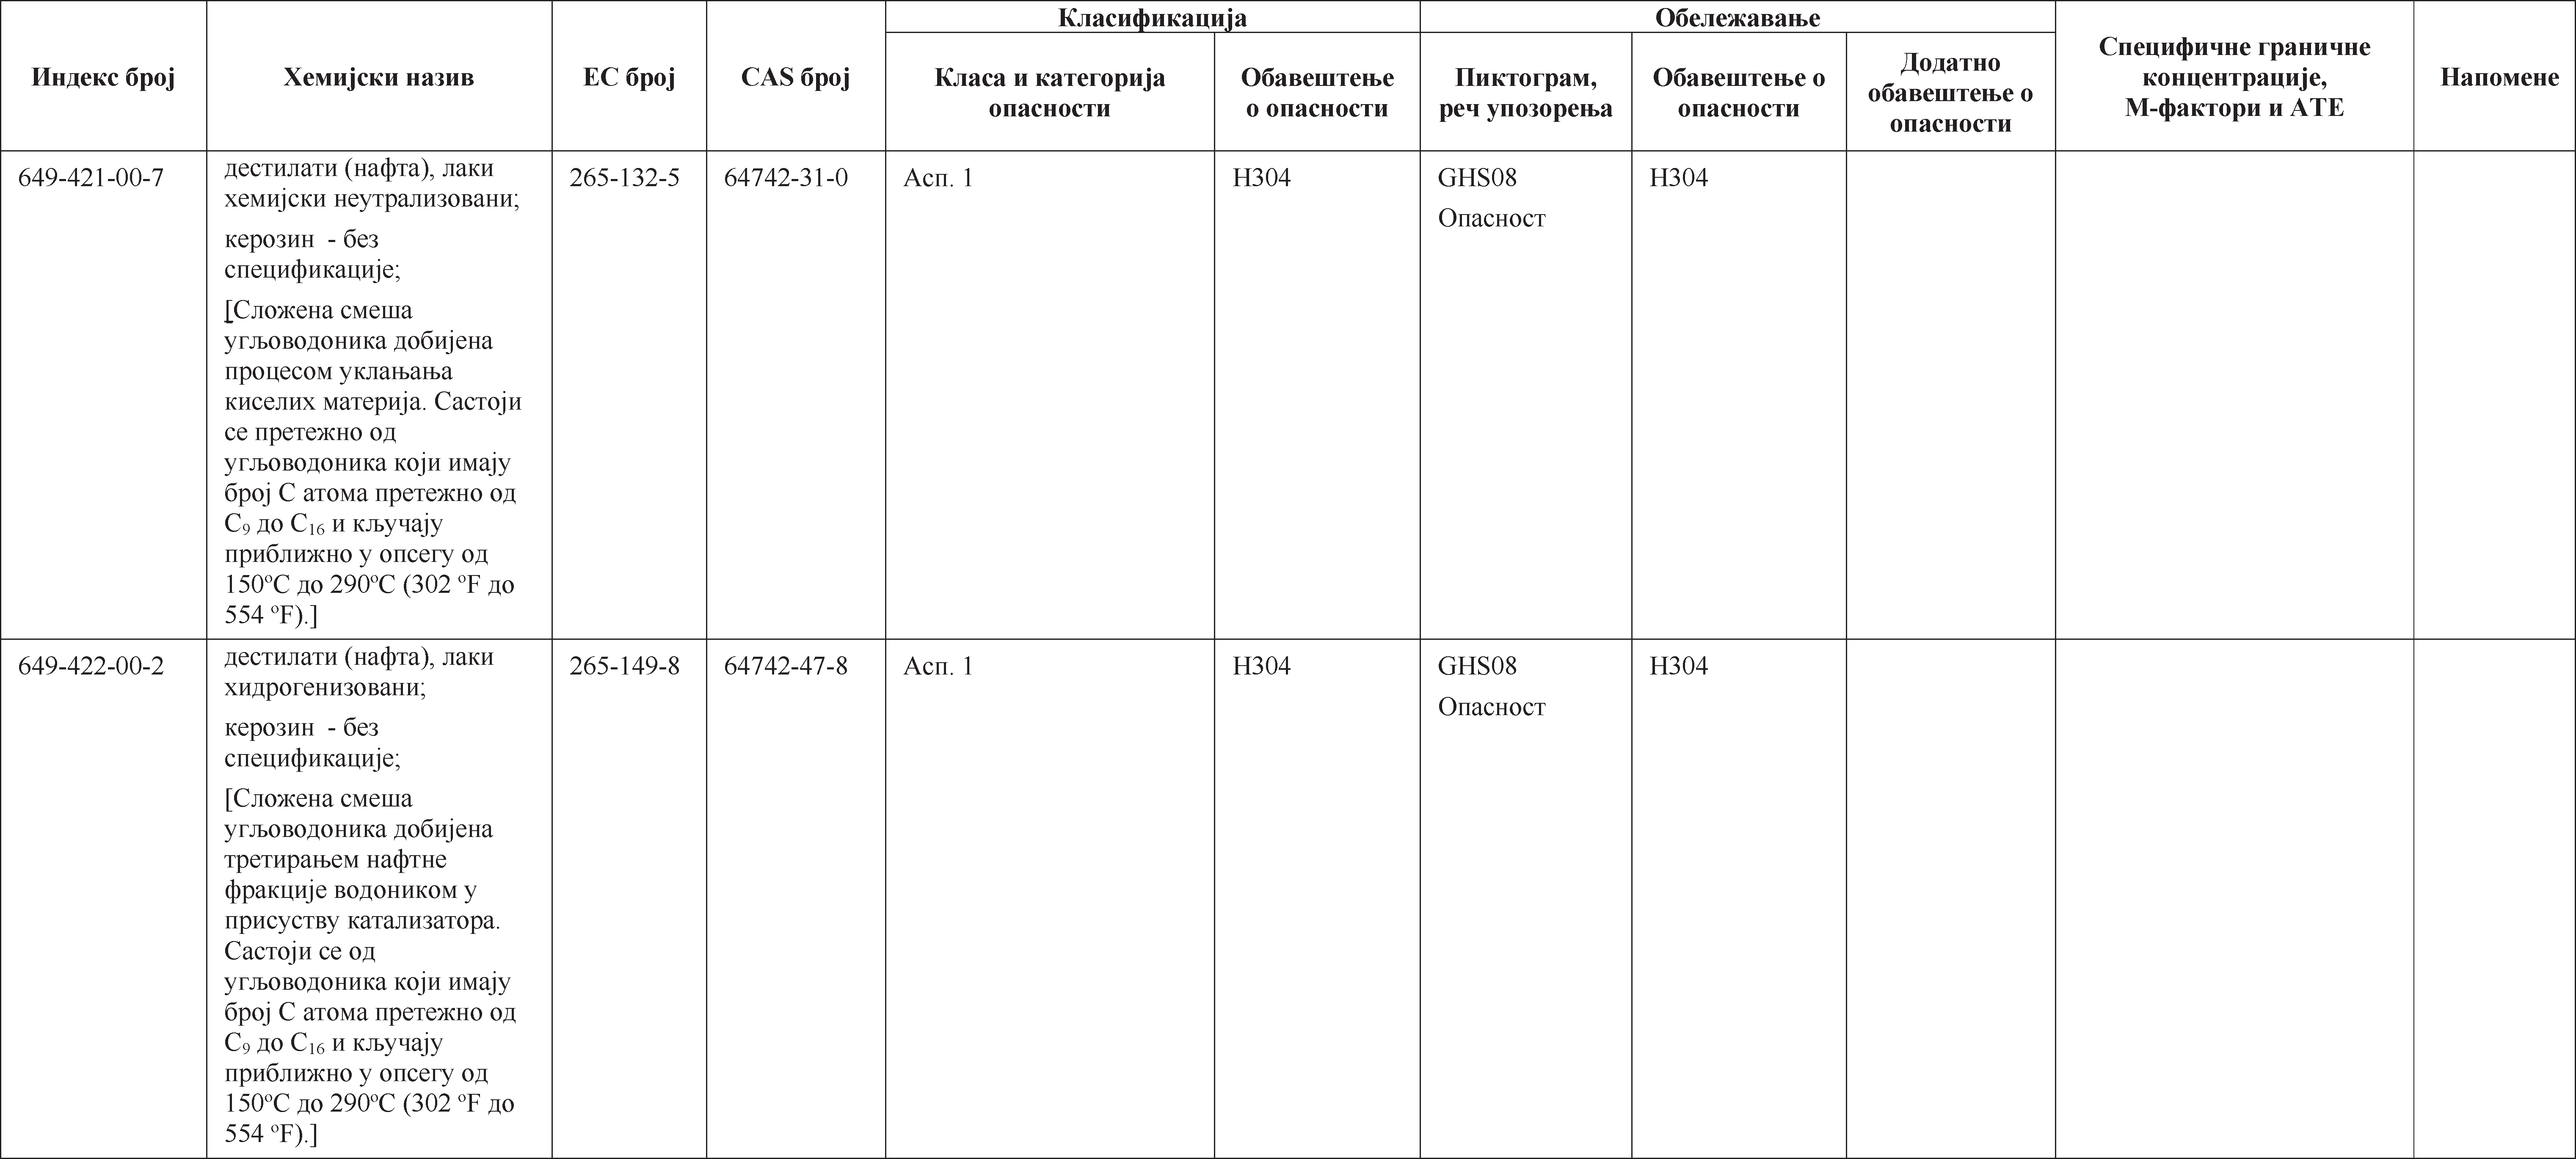 Класификација
Обележавање
Индекс број
Хемијски назив
ЕС број
CAS број
Класа и категорија
опасности
Обавештење
о опасности
Пиктограм,
реч упозорења
Обавештење о
опасности
Додатно
обавештење о
опасности
Специфичне граничне
концентрације,
М-фактори и АТЕ
Напомене
649-421-00-7
дестилати (нафта), лаки
хемијски неутрализовани;
керозин  - без
спецификације;
[Сложена смеша
угљоводоника добијена
процесом уклањања
киселих материја. Састоји
се претежно од
угљоводоника који имају
број С атома претежно од
C₉ до C₁₆ и кључају
приближно у опсегу од
150ºC до 290ºC (302 ºF до
554 ºF).]
265-132-5
64742-31-0
Асп. 1
H304
GHS08
Опасност
H304
649-422-00-2
дестилати (нафта), лаки
хидрогенизовани;
керозин  - без
спецификације;
[Сложена смеша
угљоводоника добијена
третирањем нафтне
фракције водоником у
присуству катализатора.
Састоји се од
угљоводоника који имају
број С атома претежно од
C₉ до C₁₆ и кључају
приближно у опсегу од
150ºC до 290ºC (302 ºF до
554 ºF).]
265-149-8
64742-47-8
Асп. 1
H304
GHS08
Опасност
H304